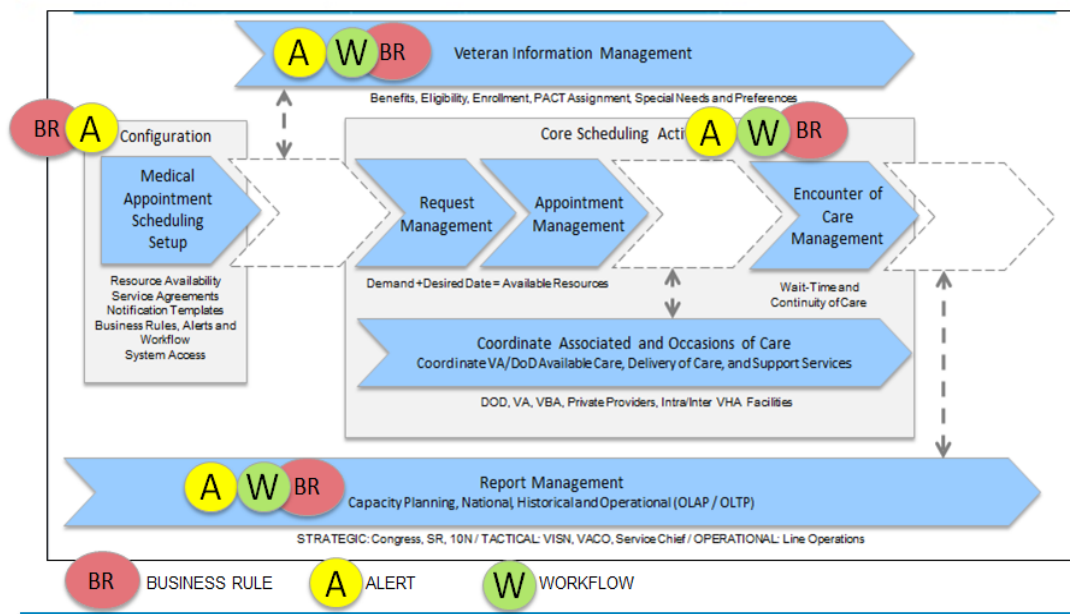 A W BR
Veteran Information Management
Benefits, Eligibility, Enrollment, PACT Assignment, Special Needs and Preferences
BR A
Configuration
Medical
Appointment
Scheduling
Setup
Resource Availability
Service Agreements
Notification Templates
Business Rules, Alerts and
Workflow
System Access
Core Scheduling Acti
A W BR
Request
Management
Appointment
Management
Encounter of
Care
Management
Demand +Desired Date = Available Resources
Wait-Time and
Continuity of Care
Coordinate Associated and Occasions of Care
Coordinate VA/DoD Available Care, Delivery of Care, and Support Services
DOD, VA, VBA, Private Providers, Intra/Inter VHA Facilities
A W BR
Report Management
Capacity Planning, National, Historical and Operational (OLAP / OLTP)
STRATEGIC: Congress, SR, 10N / TACTICAL: VISN, VACO, Service Chief / OPERATIONAL: Line Operations
BR BUSINESS RULE A ALERT W WORKFLOW